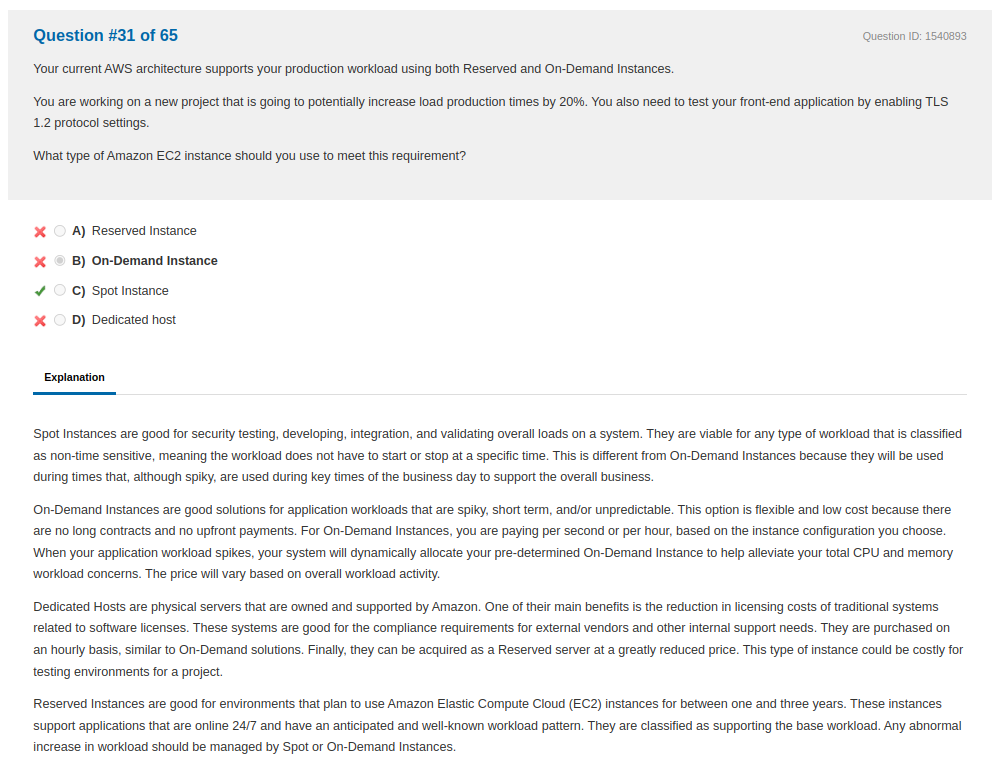 Question #31 of 65
Question ID: 1540893
Your current AWS architecture supports your production workload using both Reserved and On-Demand Instances.
You are working on a new project that is going to potentially increase load production times by 20%. You also need to test your front-end application by enabling TLS
1.2 protocol settings.
What type of Amazon EC2 instance should you use to meet this requirement?
A) Reserved Instance
B) On-Demand Instance
C) Spot Instance
D) Dedicated host
Explanation
Spot Instances are good for security testing, developing, integration, and validating overall loads on a system. They are viable for any type of workload that is classified
as non-time sensitive, meaning the workload does not have to start or stop at a specific time. This is different from On-Demand Instances because they will be used
during times that, although spiky, are used during key times of the business day to support the overall business.
On-Demand Instances are good solutions for application workloads that are spiky, short term, and/or unpredictable. This option is flexible and low cost because there
are no long contracts and no upfront payments. For On-Demand Instances, you are paying per second or per hour, based on the instance configuration you choose.
When your application workload spikes, your system will dynamically allocate your pre-determined On-Demand Instance to help alleviate your total CPU and memory
workload concerns. The price will vary based on overall workload activity.
Dedicated Hosts are physical servers that are owned and supported by Amazon. One of their main benefits is the reduction in licensing costs of traditional systems
related to software licenses. These systems are good for the compliance requirements for external vendors and other internal support needs. They are purchased on
an hourly basis, similar to On-Demand solutions. Finally, they can be acquired as a Reserved server at a greatly reduced price. This type of instance could be costly for
testing environments for a project.
Reserved Instances are good for environments that plan to use Amazon Elastic Compute Cloud (EC2) instances for between one and three years. These instances
support applications that are online 24/7 and have an anticipated and well-known workload pattern. They are classified as supporting the base workload. Any abnormal
increase in workload should be managed by Spot or On-Demand Instances.